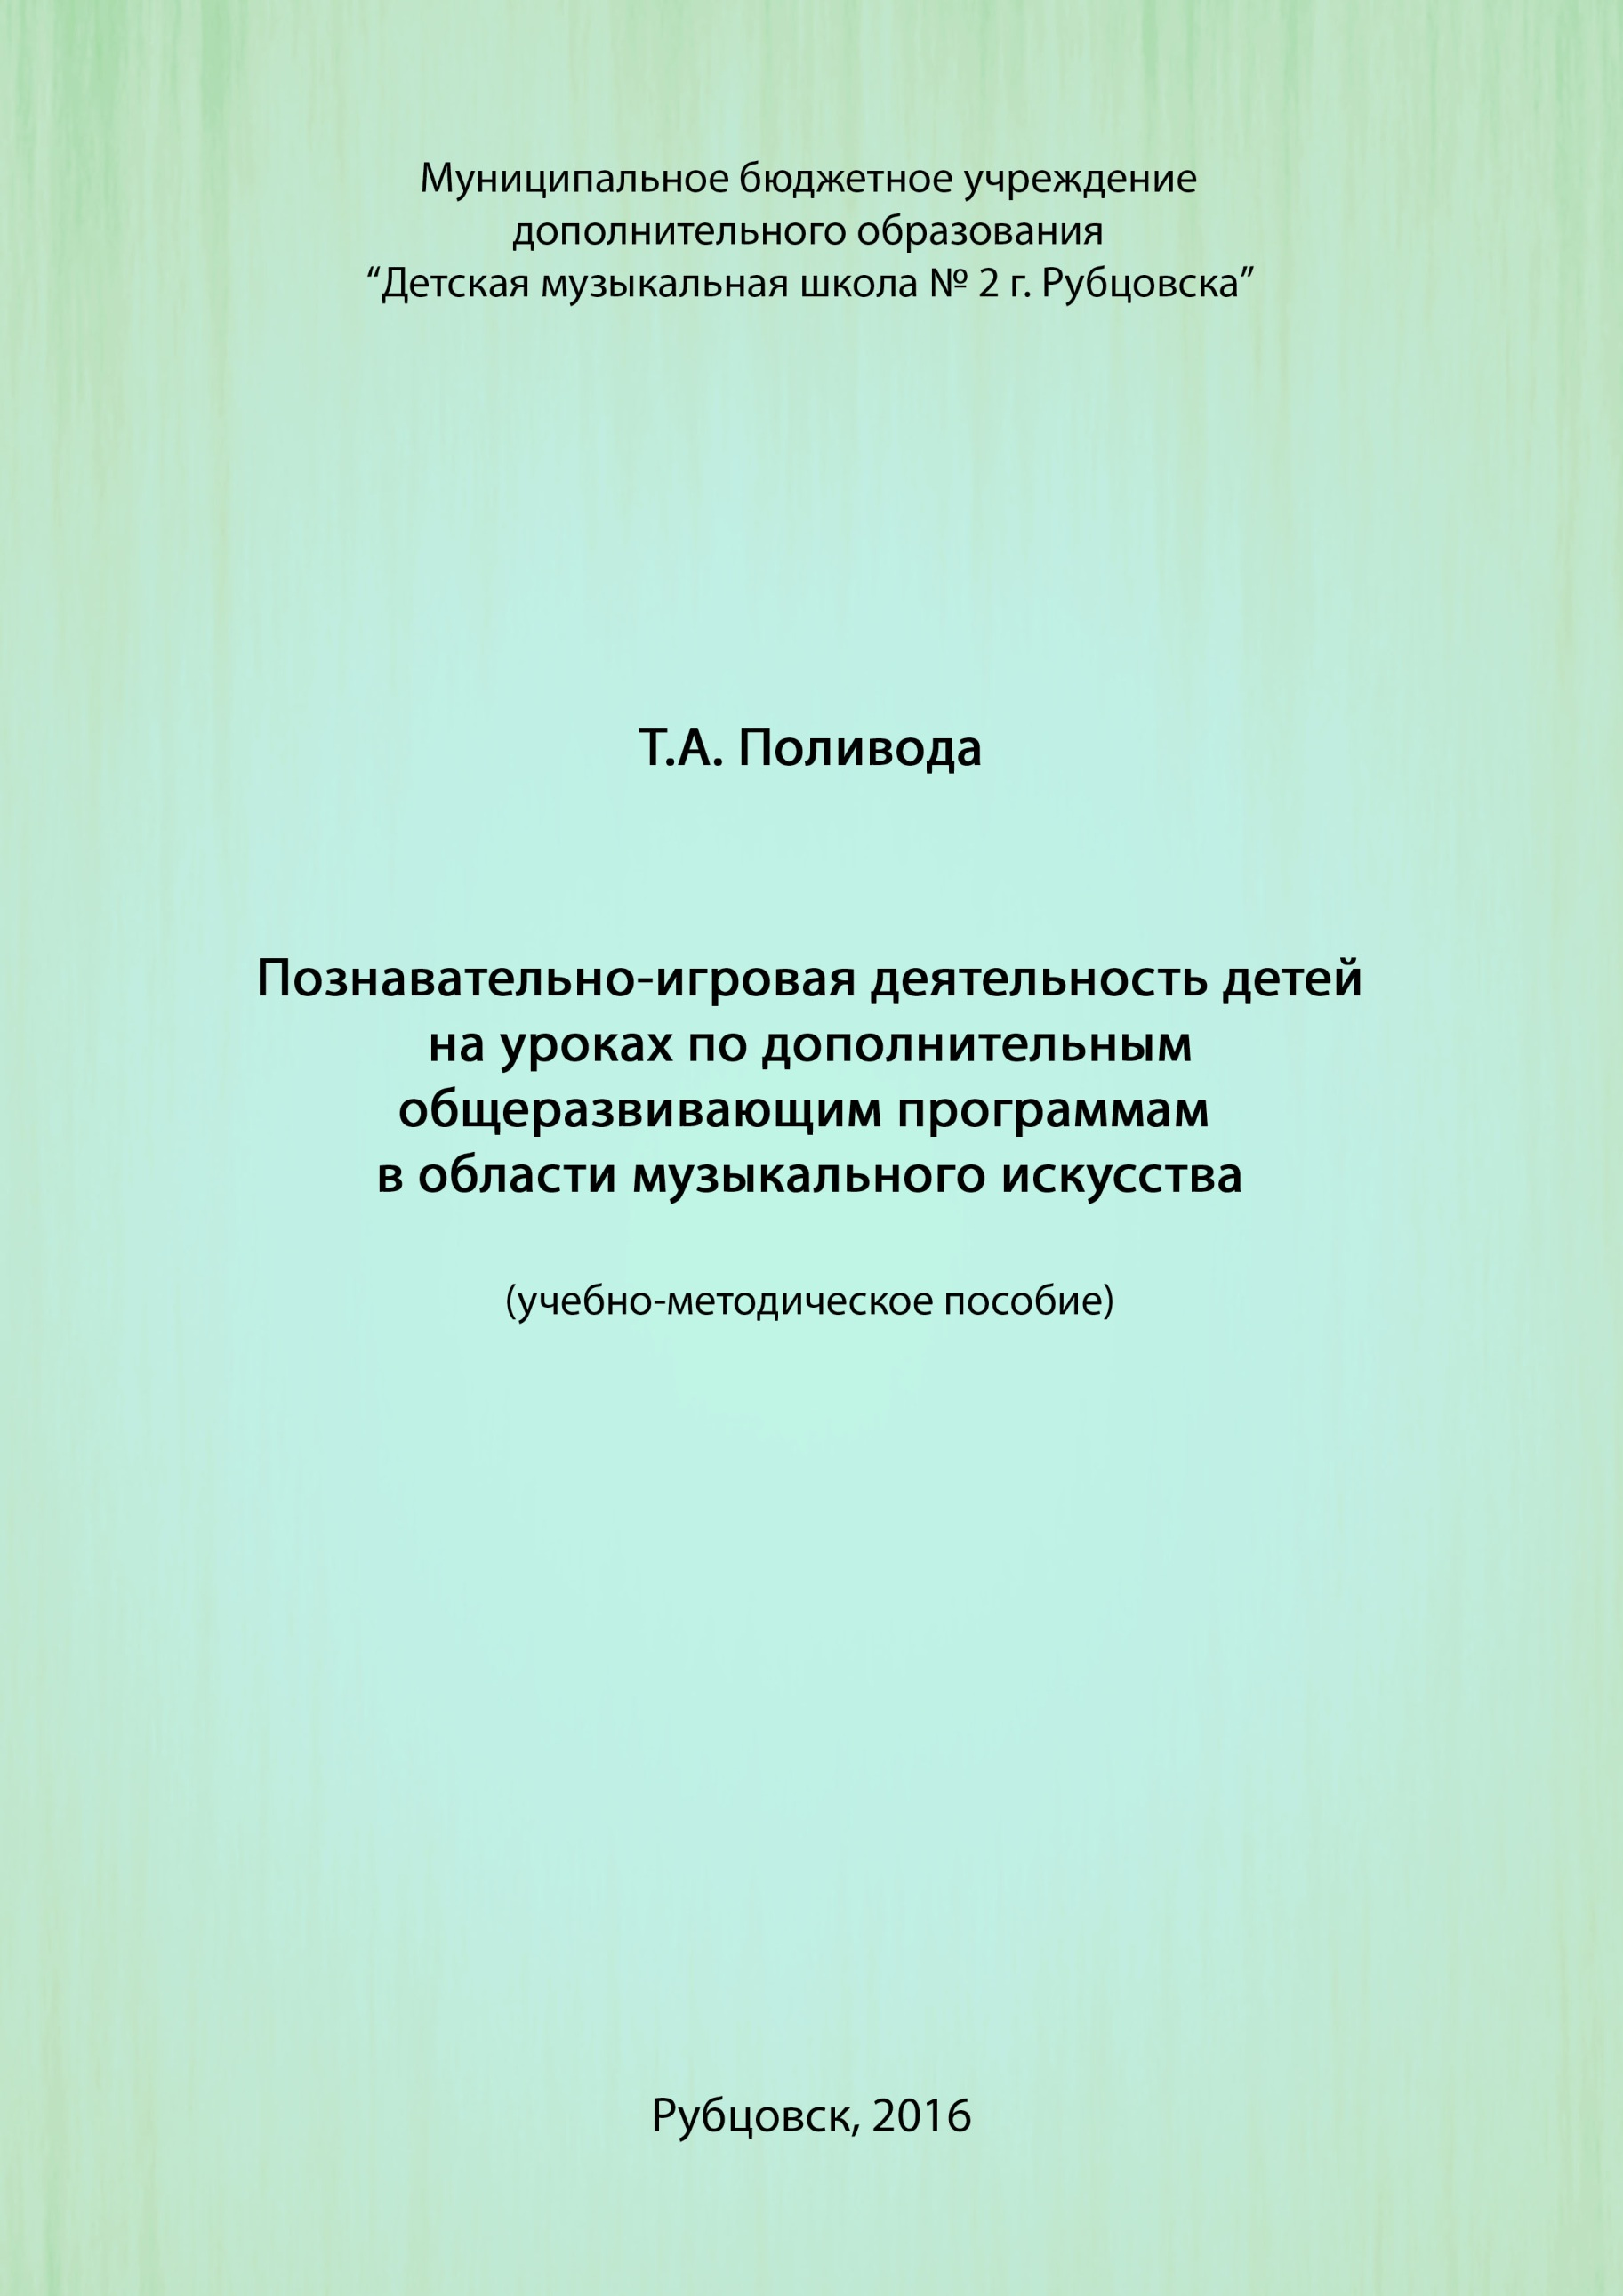 Муниципальное бюджетное учреждение
дополнительного образования
“Детская музыкальная школа № 2 г. Рубцовска”
Т.А. Поливода
Познавательно-игровая деятельность детей
на уроках по дополнительным
общеразвивающим программам
в области музыкального искусства
(учебно-методическое пособие)
Рубцовск, 2016